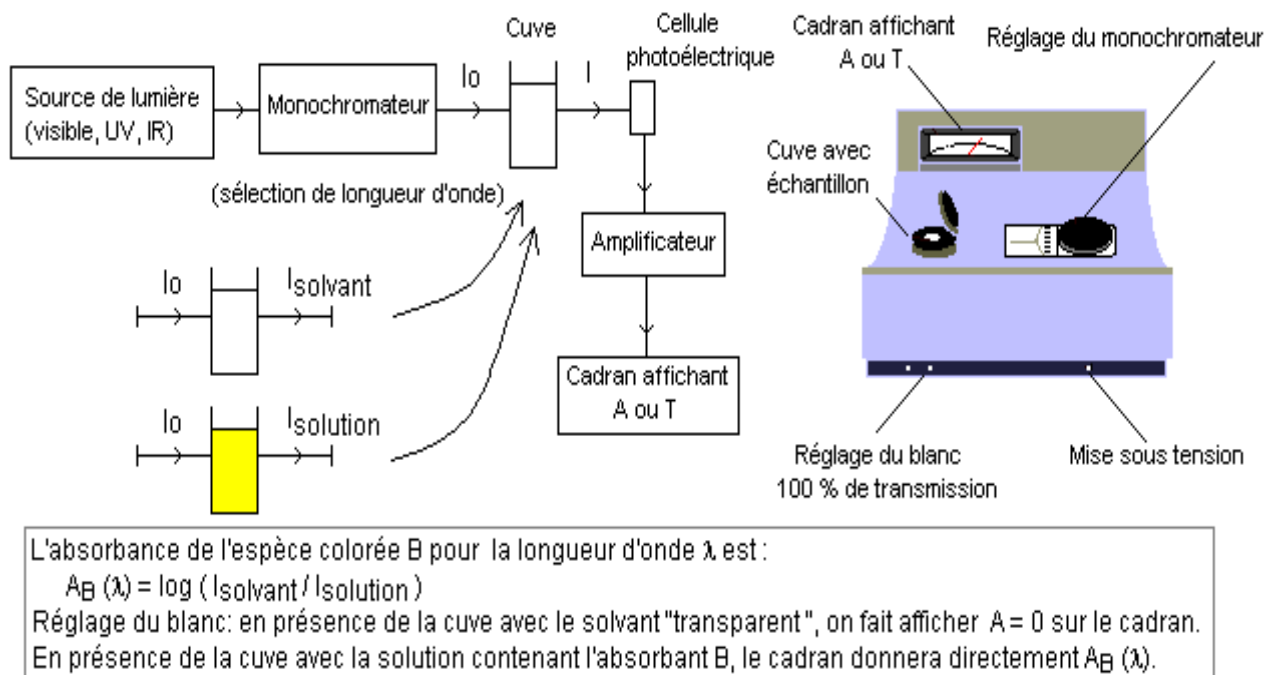 Source de lumière
(visible, UV, IR)
Monochromateur
(sélection de longueur d'onde)
Io
Cuve
I
Cellule
photoélectrique
Amplificateur
Cadran affichant
A ou T
Io
Isolvant
Io
Isolution
Cadran affichant
A ou T
Réglage du monochromateur
Cuve avec
échantillon
Réglage du blanc
100 % de transmission
Mise sous tension
L'absorbance de l'espèce colorée B pour la longueur d'onde λ est :
AB (λ) = log ( Isolvant / Isolution )
Réglage du blanc: en présence de la cuve avec le solvant "transparent", on fait afficher A = 0 sur le cadran.
En présence de la cuve avec la solution contenant l'absorbant B, le cadran donnera directement AB (λ).